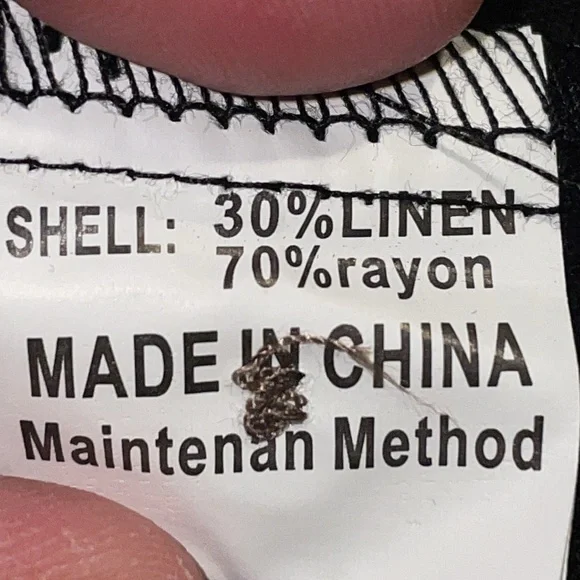 SHELL: 30%LINEN
70%rayon
MADE IN CHINA
Maintenan Method